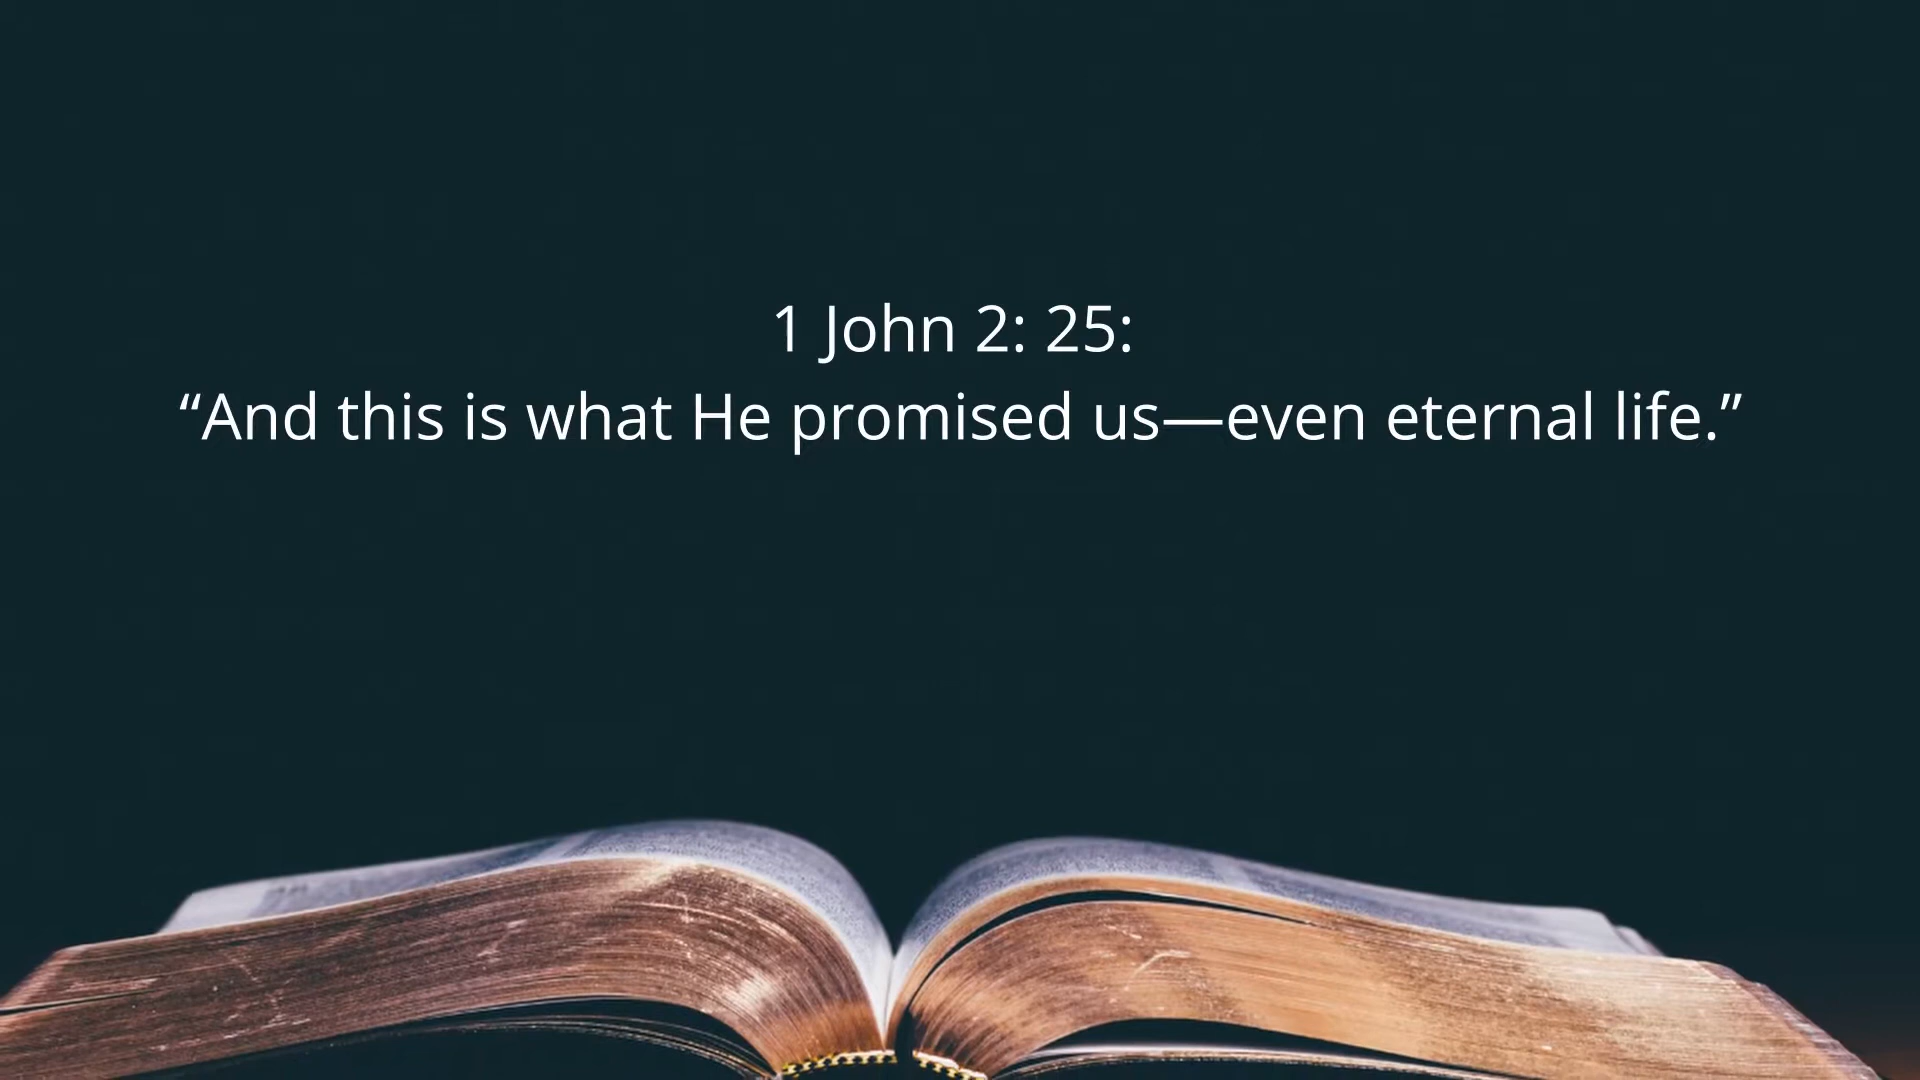 1 John 2: 25:
“And this is what He promised us—even eternal life.”